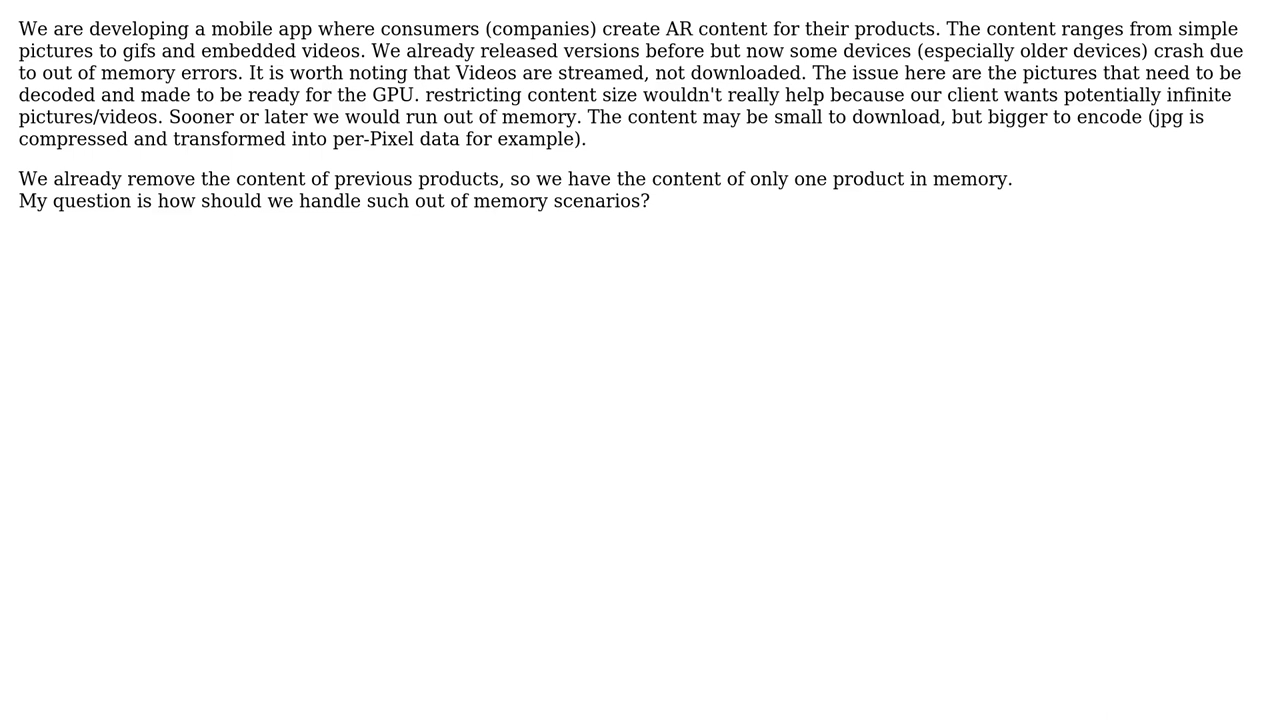 We are developing a mobile app where consumers (companies) create AR content for their products. The content ranges from simple
pictures to gifs and embedded videos. We already released versions before but now some devices (especially older devices) crash due
to out of memory errors. It is worth noting that Videos are streamed, not downloaded. The issue here are the pictures that need to be
decoded and made to be ready for the GPU. restricting content size wouldn't really help because our client wants potentially infinite
pictures/videos. Sooner or later we would run out of memory. The content may be small to download, but bigger to encode (jpg is
compressed and transformed into per-Pixel data for example).
We already remove the content of previous products, so we have the content of only one product in memory.
My question is how should we handle such out of memory scenarios?